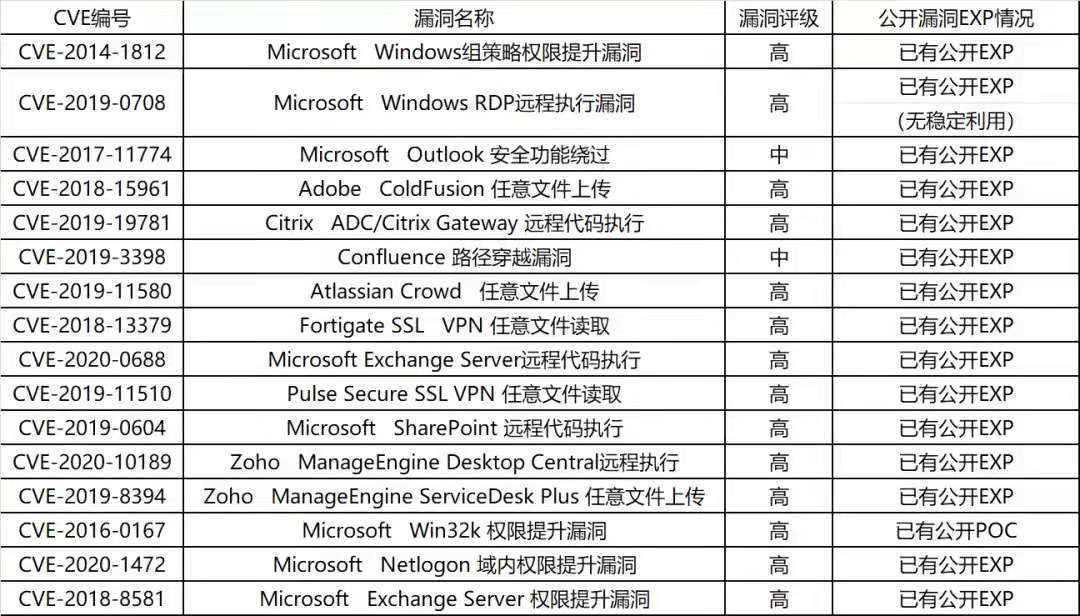 CVE编号 漏洞名称 漏洞评级 公开漏洞EXP情况
CVE-2014-1812 Microsoft Windows组策略权限提升漏洞 高 已有公开EXP
CVE-2019-0708 Microsoft Windows RDP远程执行漏洞 高 已有公开EXP
（无稳定利用）
CVE-2017-11774 Microsoft Outlook 安全功能绕过 中 已有公开EXP
CVE-2018-15961 Adobe ColdFusion 任意文件上传 高 已有公开EXP
CVE-2019-19781 Citrix ADC/Citrix Gateway 远程代码执行 高 已有公开EXP
CVE-2019-3398 Confluence 路径穿越漏洞 中 已有公开EXP
CVE-2019-11580 Atlassian Crowd 任意文件上传 高 已有公开EXP
CVE-2018-13379 Fortigate SSL VPN 任意文件读取 高 已有公开EXP
CVE-2020-0688 Microsoft Exchange Server远程代码执行 高 已有公开EXP
CVE-2019-11510 Pulse Secure SSL VPN 任意文件读取 高 已有公开EXP
CVE-2019-0604 Microsoft SharePoint 远程代码执行 高 已有公开EXP
CVE-2020-10189 Zoho ManageEngine Desktop Central远程执行 高 已有公开EXP
CVE-2019-8394 Zoho ManageEngine ServiceDesk Plus 任意文件上传 高 已有公开EXP
CVE-2016-0167 Microsoft Win32k 权限提升漏洞 高 已有公开POC
CVE-2020-1472 Microsoft Netlogon 域内权限提升漏洞 高 已有公开EXP
CVE-2018-8581 Microsoft Exchange Server 权限提升漏洞 高 已有公开EXP